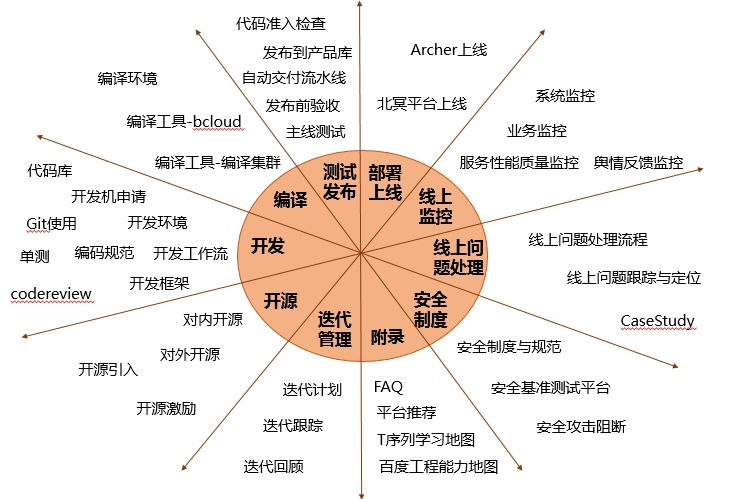 代码准入检查
发布到产品库
自动交付流水线
发布前验收
主线测试
Archer上线
北冥平台上线
系统监控
业务监控
服务性能质量监控
舆情反馈监控
编译环境
编译工具-bcloud
编译工具-编译集群
代码库
开发机申请
Git使用
开发环境
单测
编码规范
开发工作流
codereview
开发框架
测试
发布
部署
上线
编译
线上
监控
开发
线上问
题处理
开源
安全
制度
迭代
管理
附录
线上问题处理流程
线上问题跟踪与定位
CaseStudy
对内开源
对外开源
开源引入
开源激励
迭代计划
迭代跟踪
迭代回顾
FAQ
平台推荐
T序列学习地图
百度工程能力地图
安全制度与规范
安全基准测试平台
安全攻击阻断